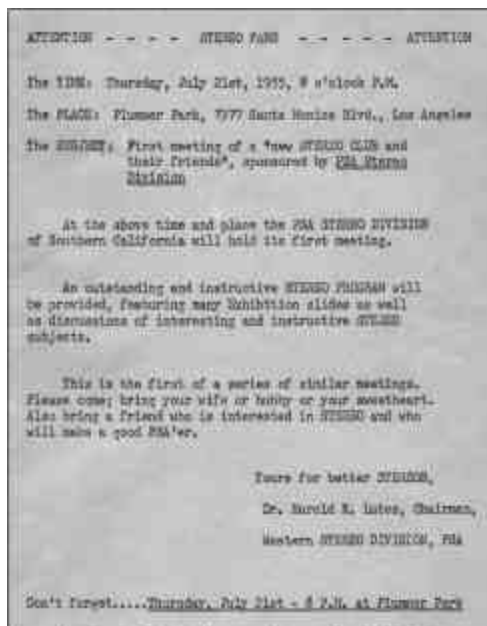 ATTENTION - - - - STEREO FANS - - - - - ATTENTION
The TIME: Thursday, July 21st, 1955, 8 o'clock P.M.
The PLACE: Plummer Park, 7377 Santa Monica Blvd., Los Angeles
The SUBJECT: First meeting of a "new STEREO CLUB and
their friends", sponsored by PSA Stereo
Division
At the above time and place the PSA STEREO DIVISION
of Southern California will hold its first meeting.
An outstanding and instructive STEREO PROGRAM will
be provided, featuring many Exhibition slides as well
as discussions of interesting and instructive STEREO
subjects.
This is the first of a series of similar meetings.
Please come; bring your wife or hubby or your sweetheart.
Also bring a friend who is interested in STEREO and who
will make a good PSA'er.
Yours for better STEREOS,
Dr. Harold R. Lutes, Chairman,
Western STEREO DIVISION, PSA
Don't forget.....Thursday, July 21st - 8 P.M. at Plummer Park